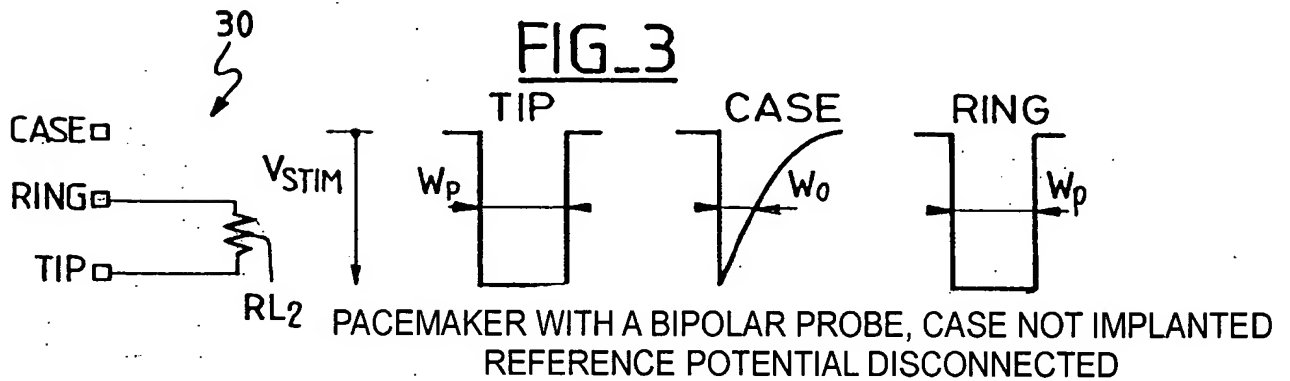 30
FIG_3
TIP CASE RING
CASE
RING
TIP
RL2
VSTIM
Wp
Wo
Wp
PACEMAKER WITH A BIPOLAR PROBE, CASE NOT IMPLANTED
REFERENCE POTENTIAL DISCONNECTED